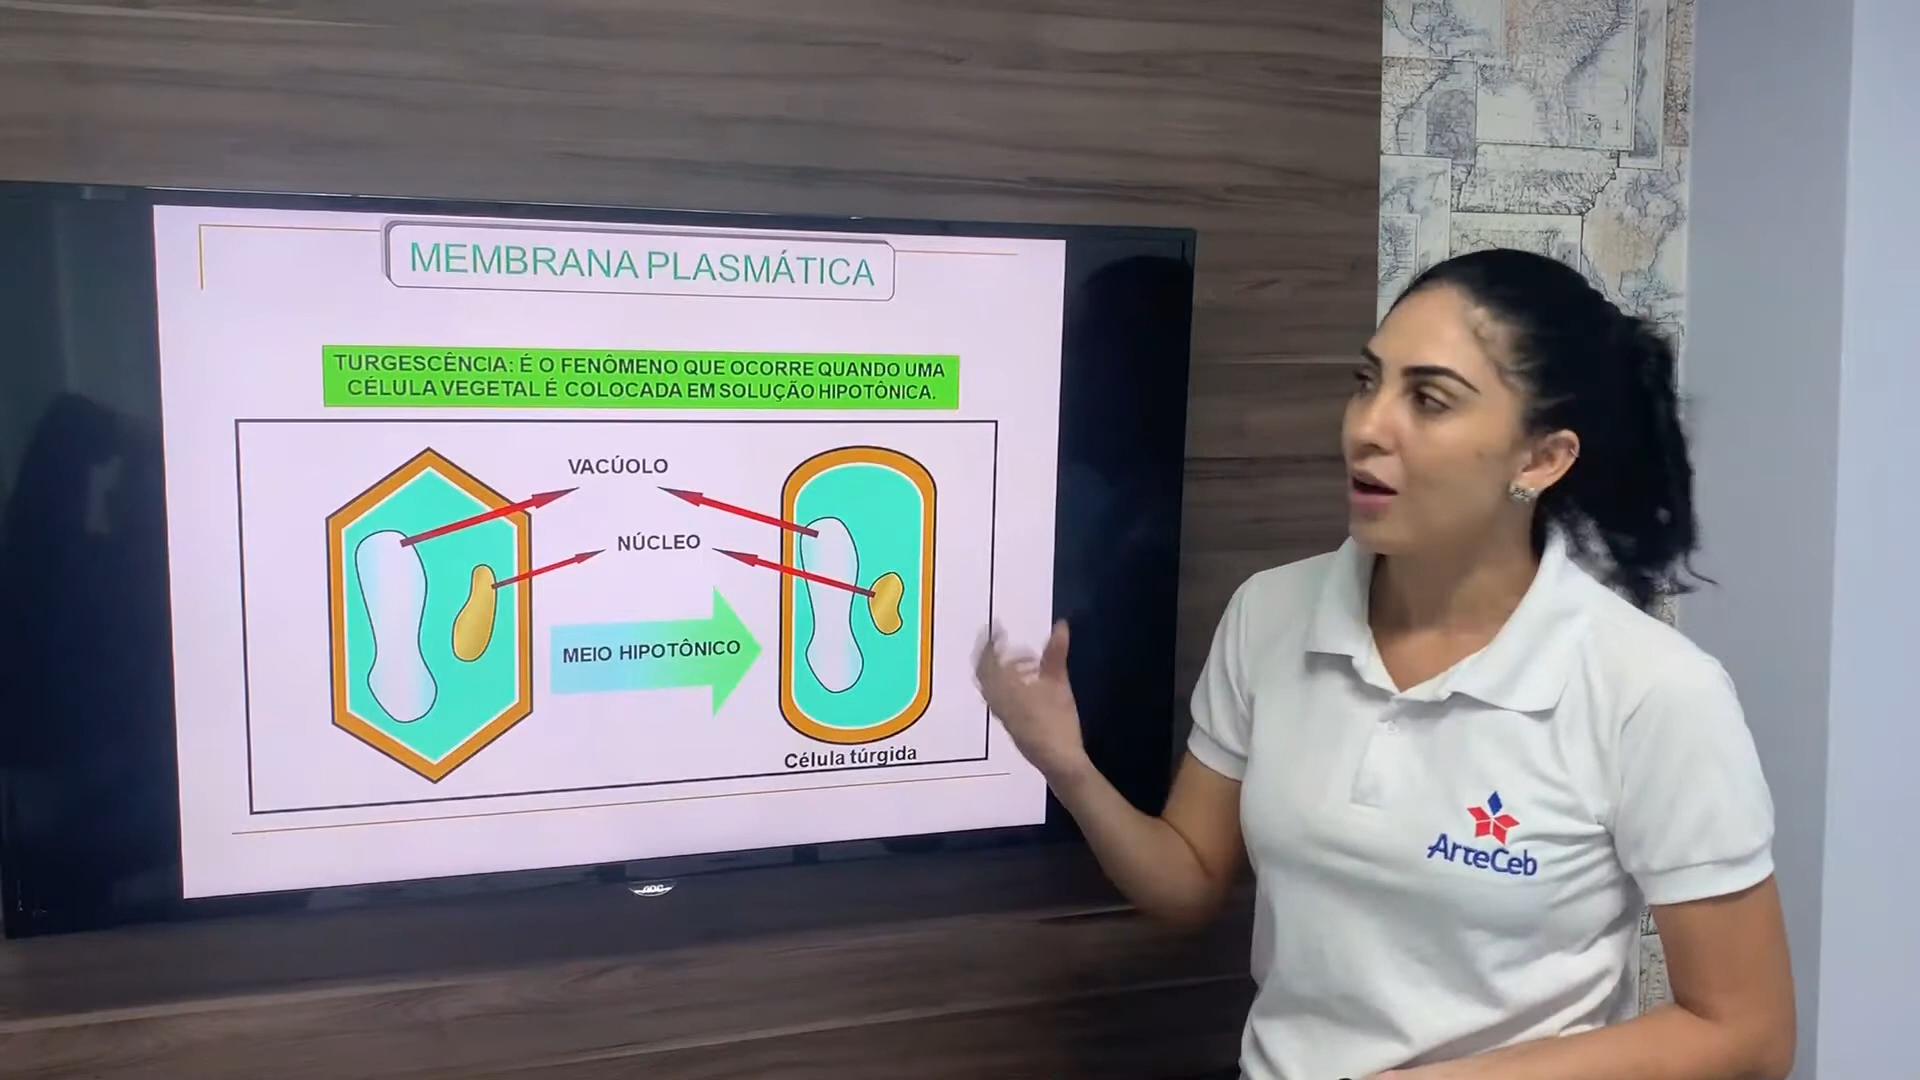 MEMBRANA PLASMÁTICA
TURGESCÊNCIA: É O FENÔMENO QUE OCORRE QUANDO UMA
CÉLULA VEGETAL É COLOCADA EM SOLUÇÃO HIPOTÔNICA.
VACÚOLO
NÚCLEO
MEIO HIPOTÔNICO
Célula túrgida
AOC
ArteCeb